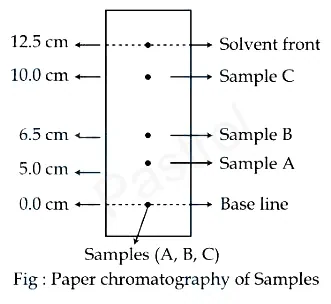 12.5 cm Solvent front
10.0 cm Sample C
6.5 cm Sample B
5.0 cm Sample A
0.0 cm Base line
Samples (A, B, C)
Fig : Paper chromatography of Samples